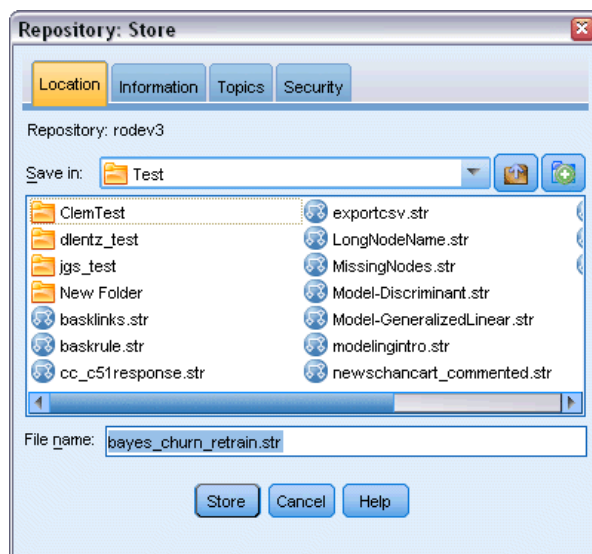 Repository: Store
Location Information Topics Security
Repository: rodev3
Save in: Test
ClemTest
dlentz_test
jgs_test
New Folder
basklinks.str
baskrule.str
cc_c51response.str
exportcsv.str
LongNodeName.str
MissingNodes.str
Model-Discriminant.str
Model-GeneralizedLinear.str
modelingintro.str
newschancart_commented.str
File name: bayes_churn_retrain.str
Store Cancel Help